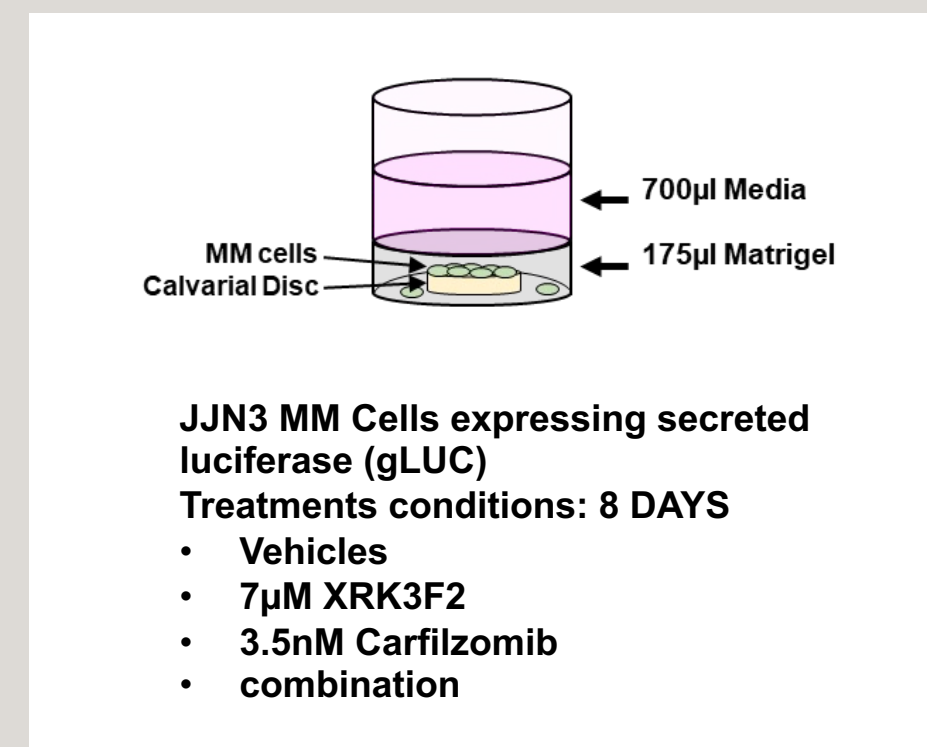 700µl Media
MM cells
175µl Matrigel
Calvarial Disc
JJN3 MM Cells expressing secreted
luciferase (gLUC)
Treatments conditions: 8 DAYS
• Vehicles
• 7µM XRK3F2
• 3.5nM Carfilzomib
• combination